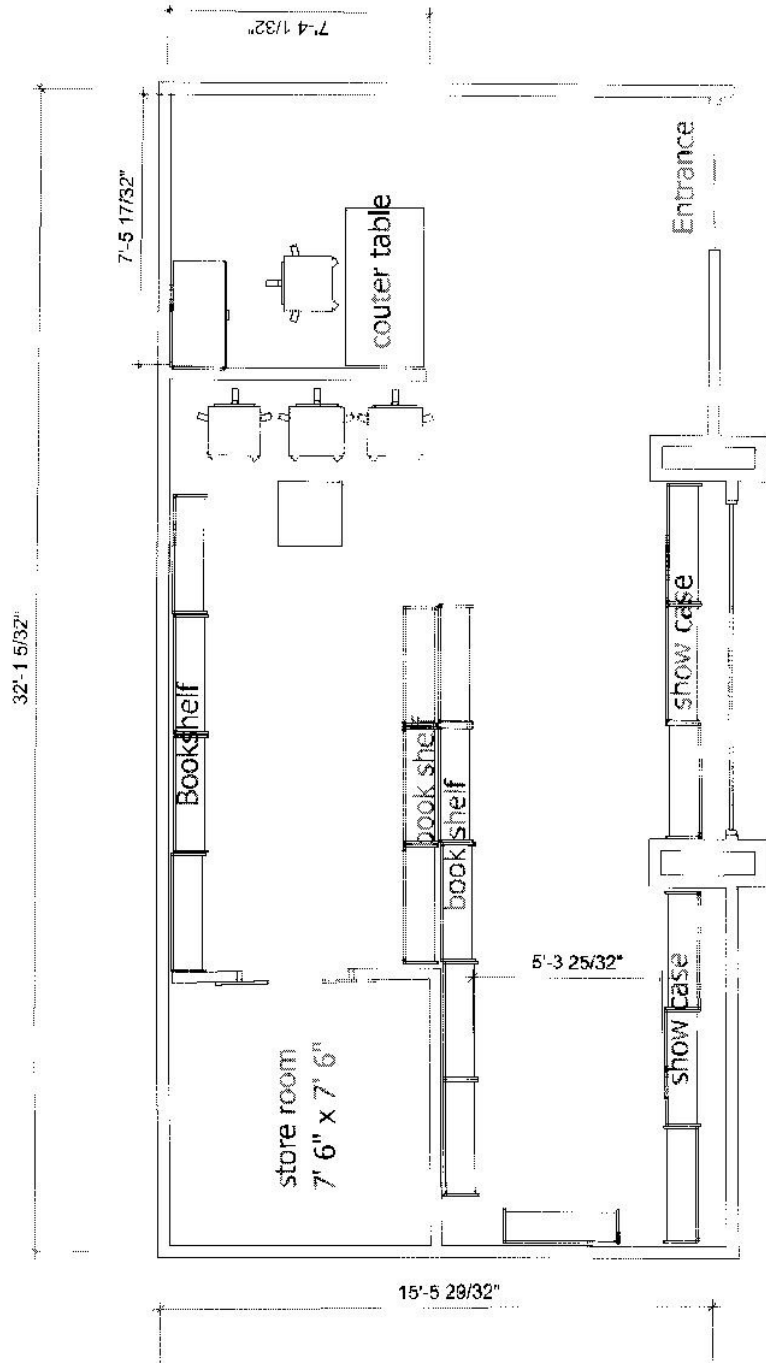 7'-4 1/32"
7'-5 17/32"
Entrance
couter table
32'-1 5/32"
Bookshelf
book shelf
book shelf
show case
5'-3 25/32"
show case
store room
7' 6" x 7' 6"
15'-5 29/32"